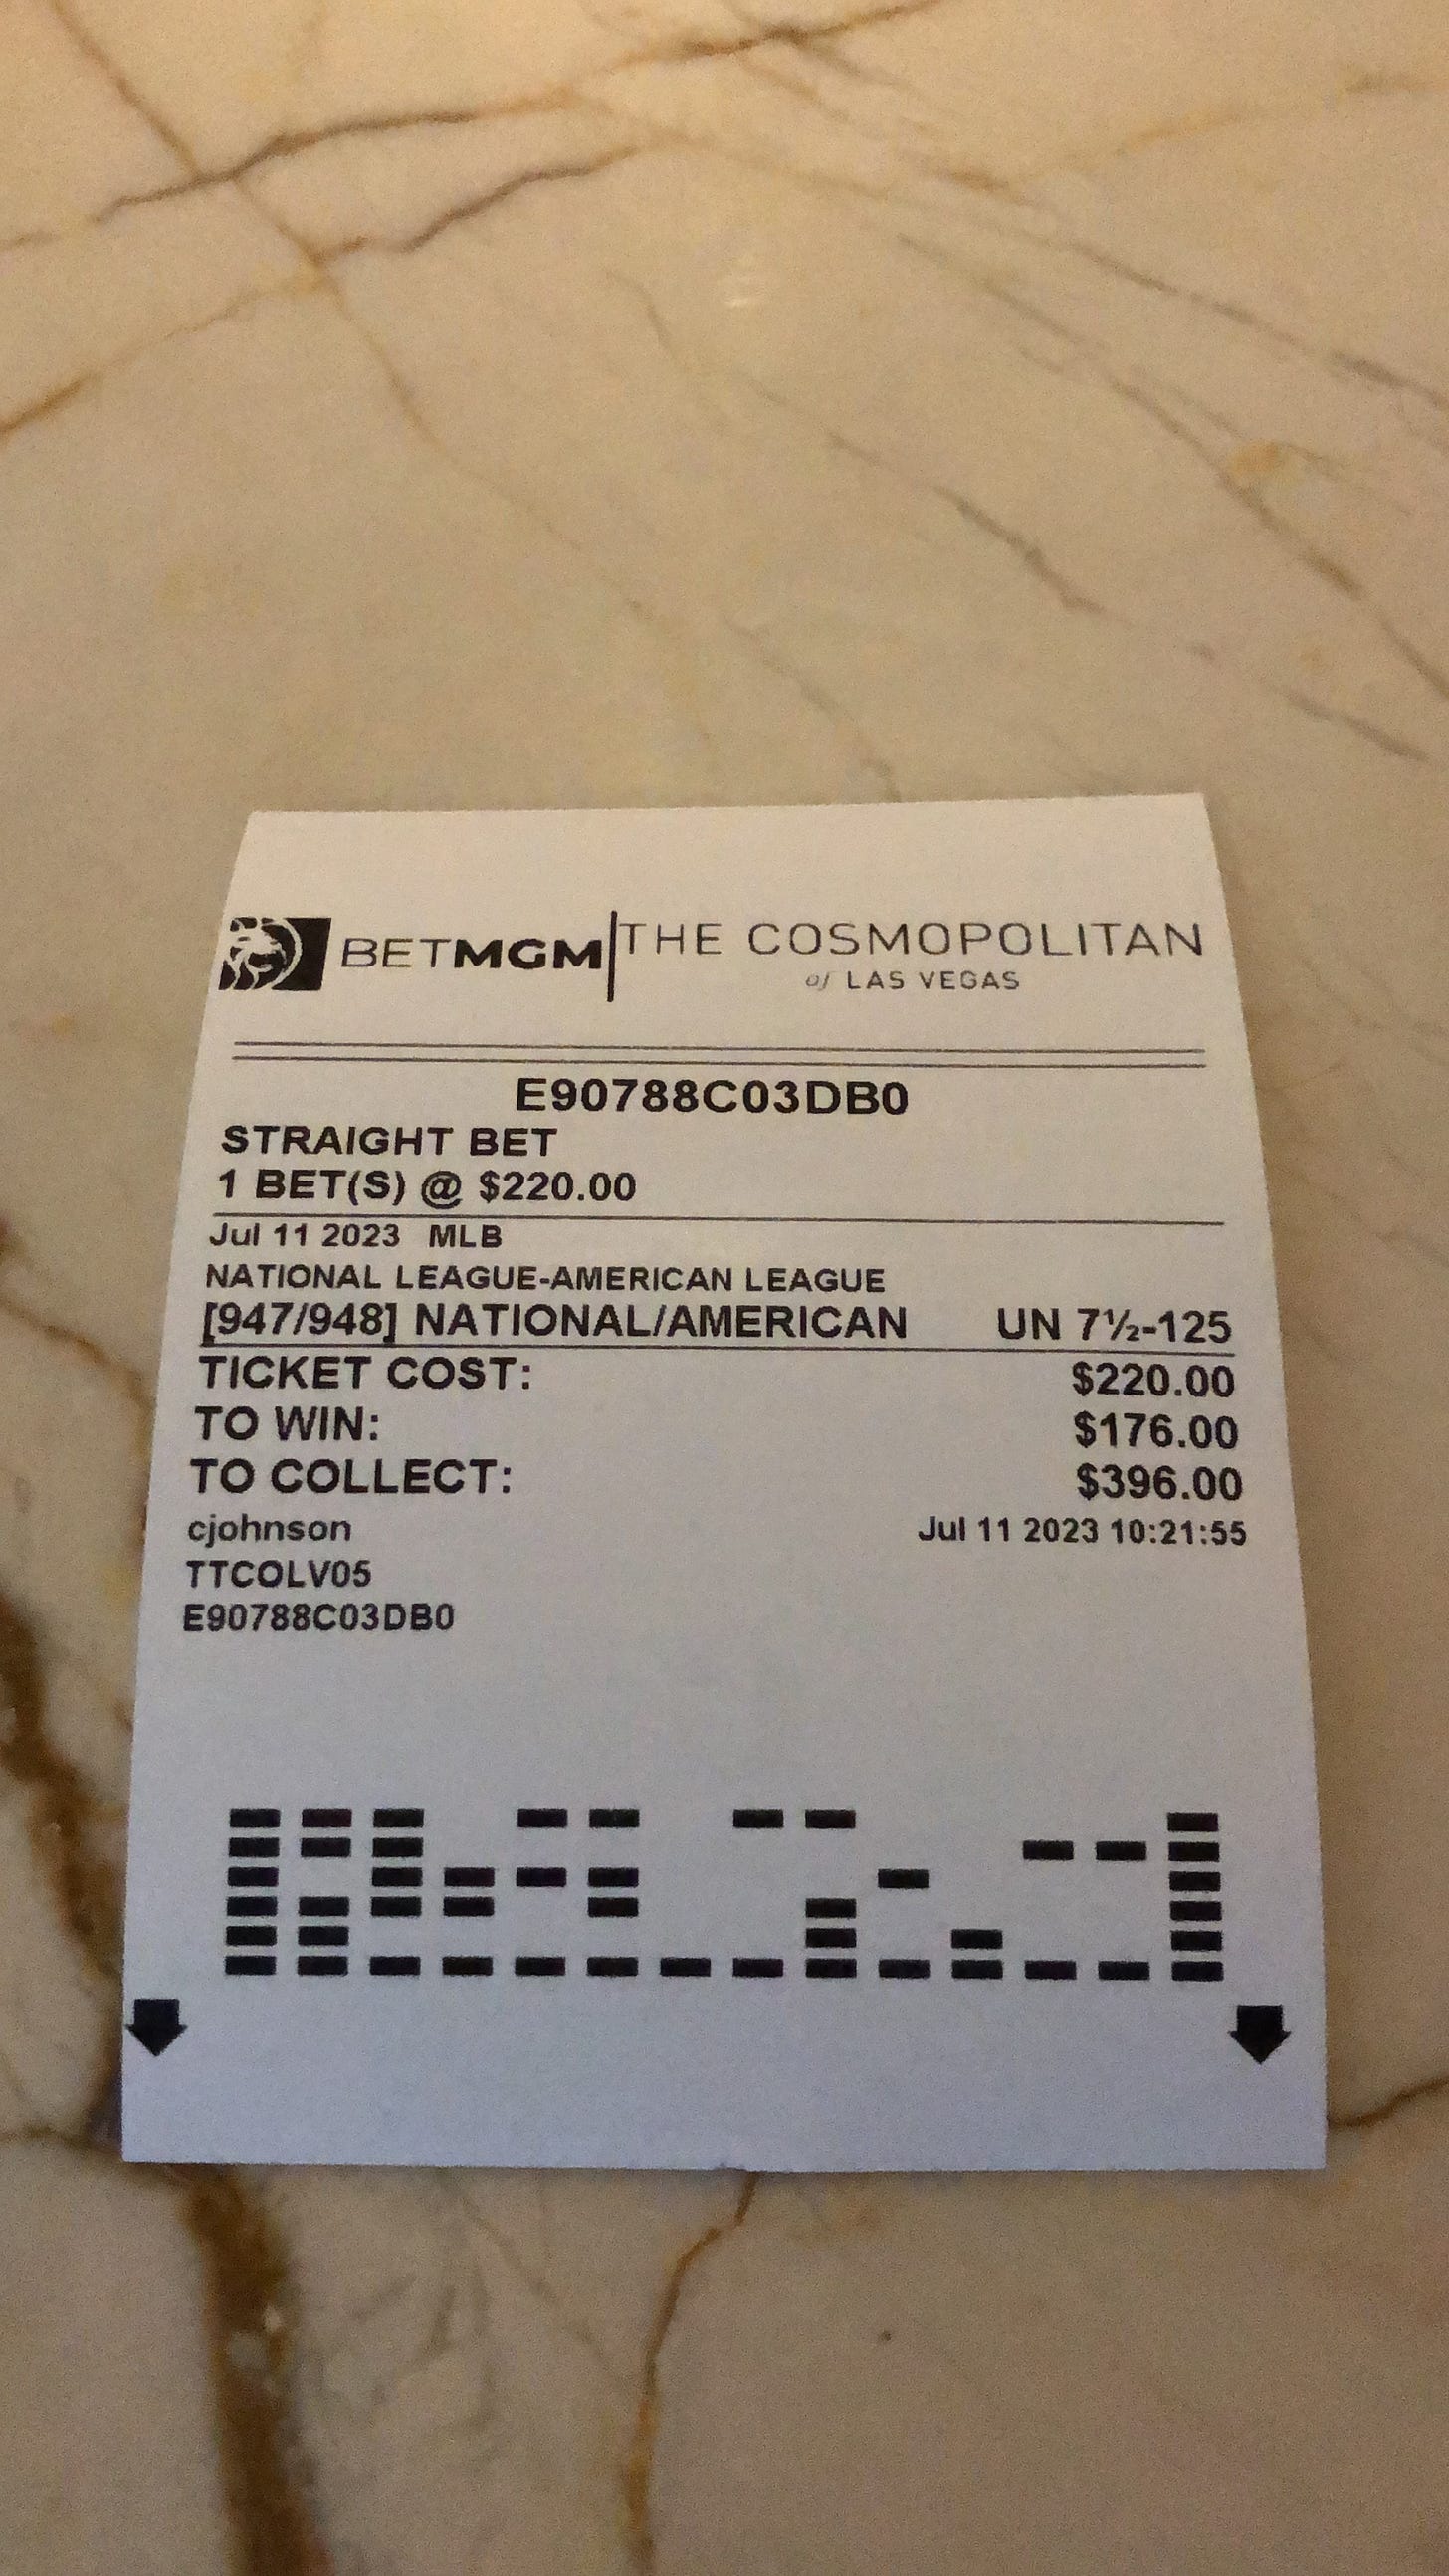 BETMGM THE COSMOPOLITAN
of LAS VEGAS
E90788C03DB0
STRAIGHT BET
1 BET(S) @ $220.00
Jul 11 2023 MLB
NATIONAL LEAGUE-AMERICAN LEAGUE
[947/948] NATIONAL/AMERICAN UN 7½-125
TICKET COST: $220.00
TO WIN: $176.00
TO COLLECT: $396.00
cjohnson Jul 11 2023 10:21:55
TTCOLV05
E90788C03DB0